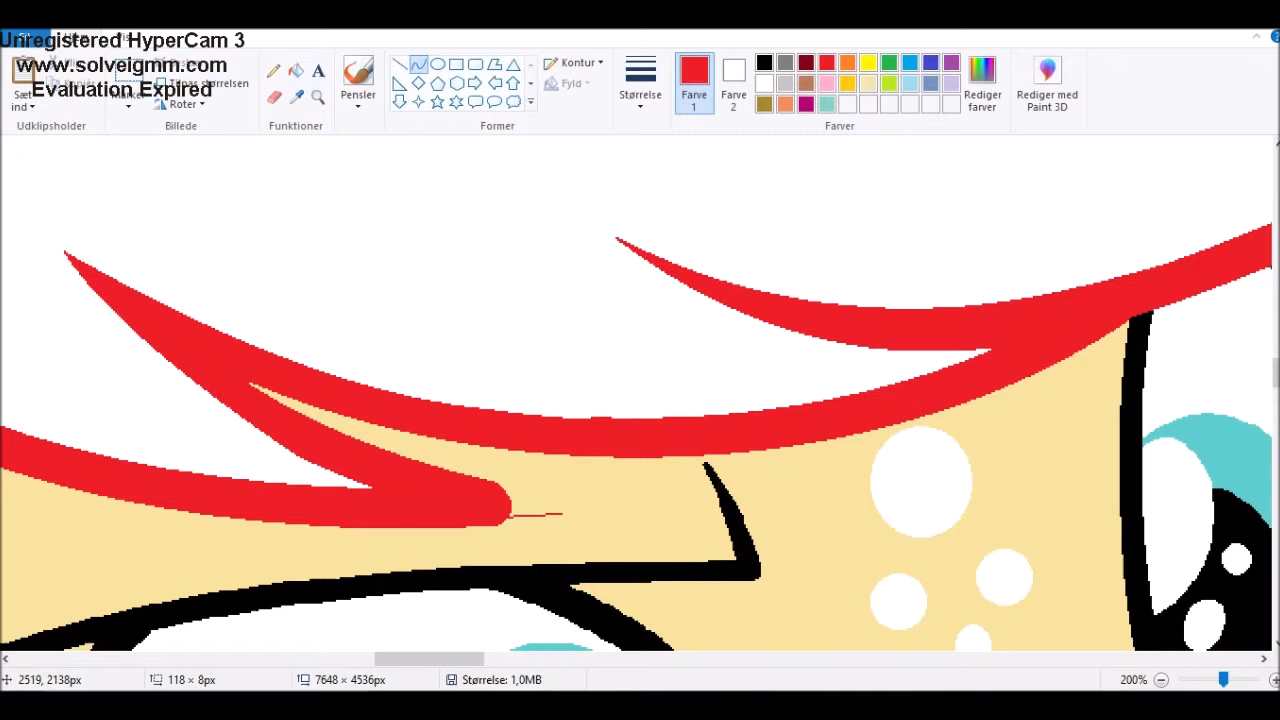 Unregistered HyperCam 3
www.solveigmm.com
Evaluation Expired
Sæt
ind
Tilpas størrelsen
Roter
Pensler
Kontur
Fyld
Størrelse
Farve
1
Farve
2
Rediger
farver
Rediger med
Paint 3D
Udklipsholder
Billede
Funktioner
Former
Farver
2519, 2138px
118 × 8px
7648 × 4536px
Størrelse: 1,0MB
200%